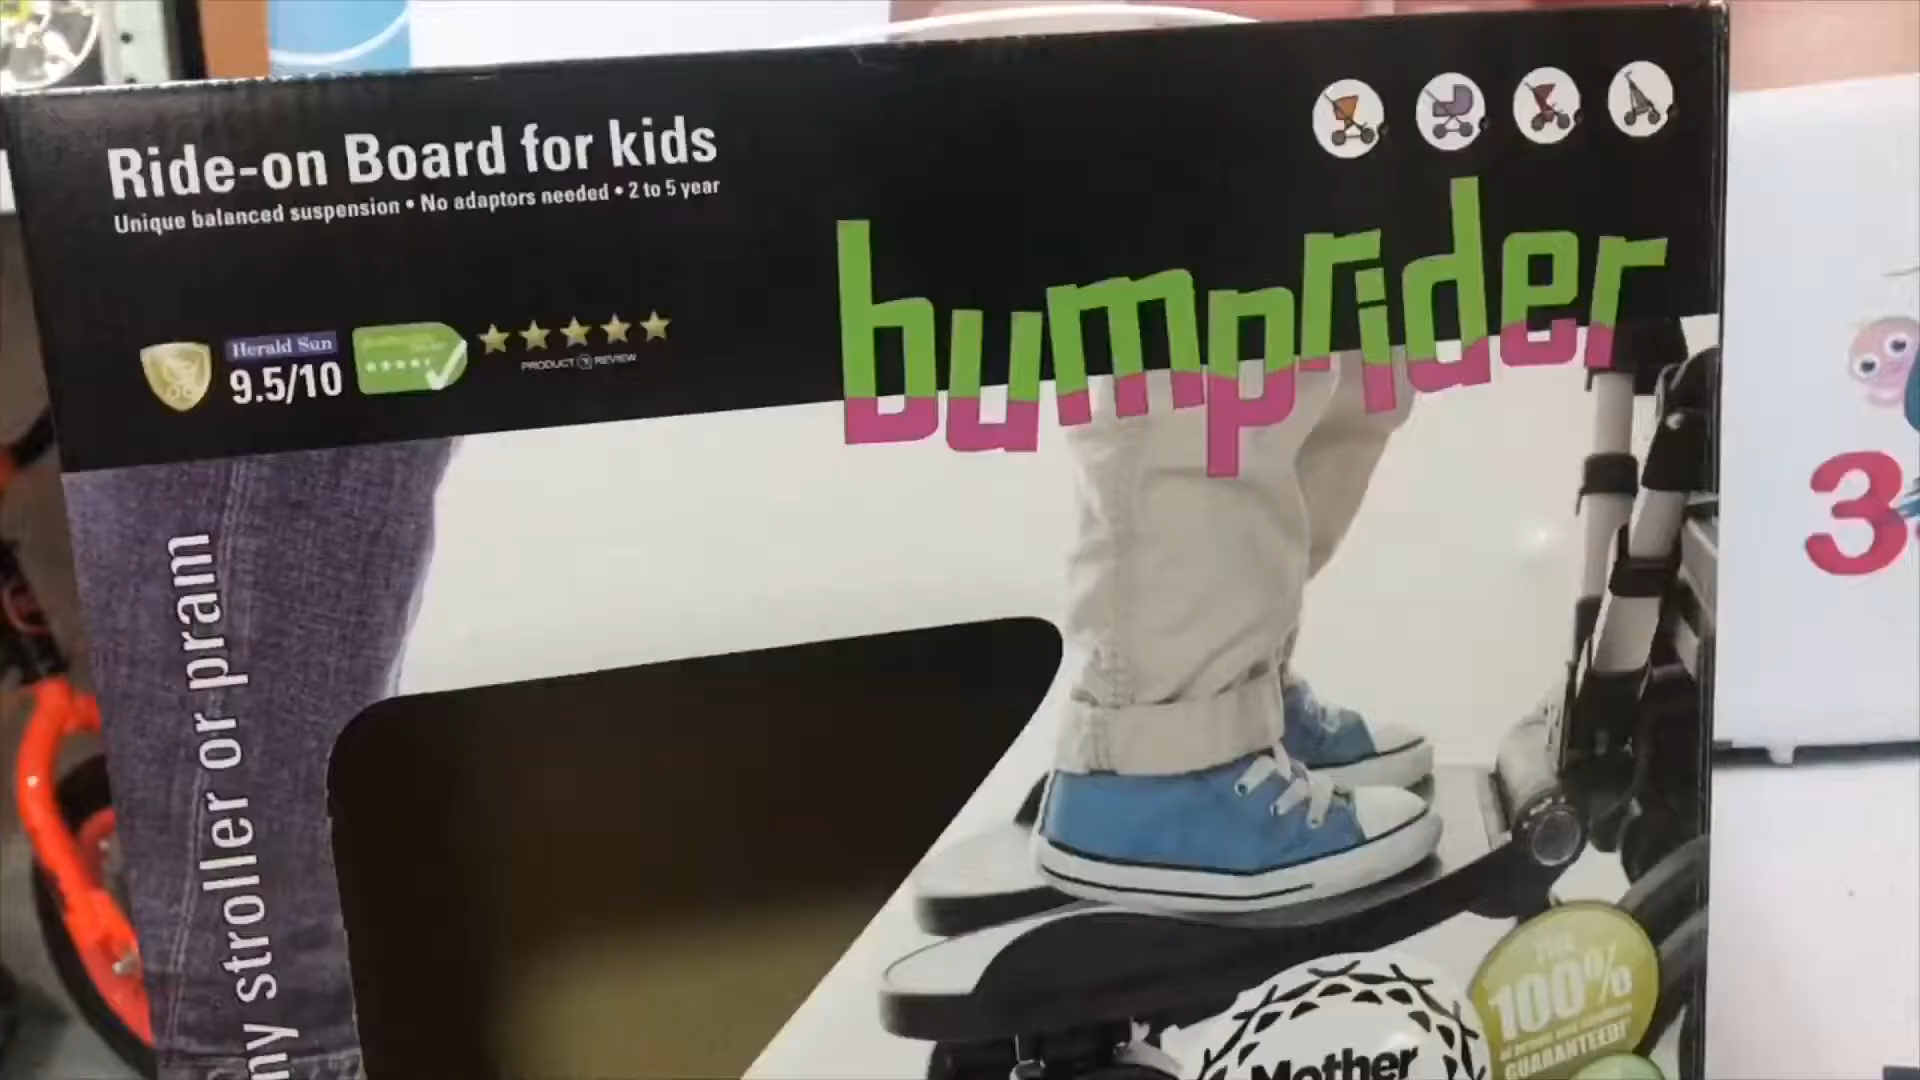 Ride-on Board for kids
Unique balanced suspension • No adaptors needed • 2 to 5 year
bumprider
Herald Sun
9.5/10
PRODUCT REVIEW
ny stroller or pram
3
100%
GUARANTEED!
Mother